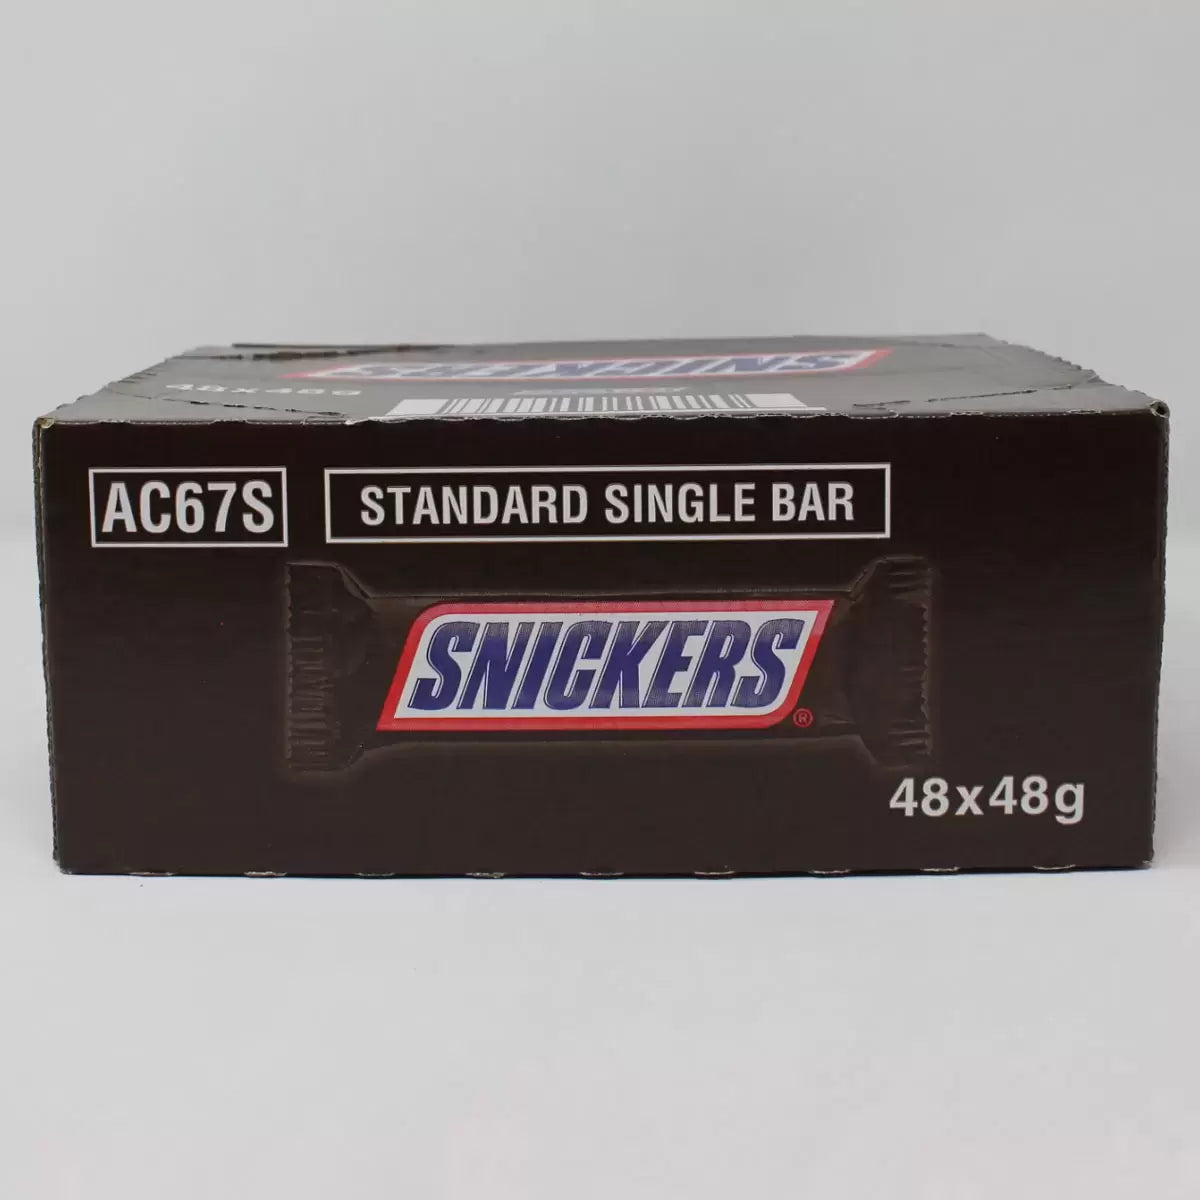 SNICKERS
48x48g
AC67S
STANDARD SINGLE BAR
SNICKERS®
48x48g